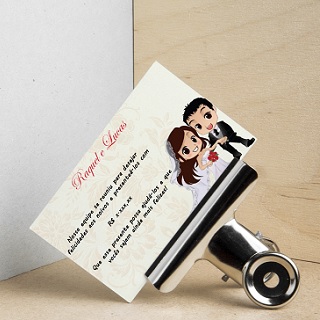 Raquel e Lucas
Nossa equipe se reuniu para desejar
felicidades aos noivos e presenteá-los com
R$ x.xxx,xx
Que este presente possa ajudá-los a que
vocês sejam ainda mais felizes!